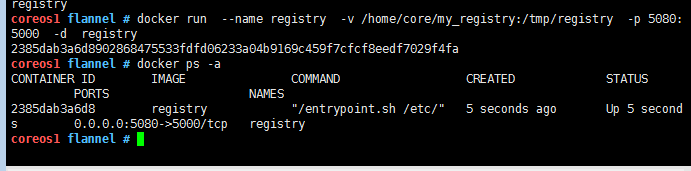 registry
coreos1 flannel # docker run  --name registry  -v /home/core/my_registry:/tmp/registry  -p 5080:
5000  -d  registry
2385dab3a6d8902868475533fdfd06233a04b9169c459f7cfcf8eedf7029f4fa
coreos1 flannel # docker ps -a
CONTAINER ID        IMAGE               COMMAND                  CREATED             STATUS
         PORTS                    NAMES
2385dab3a6d8        registry            "/entrypoint.sh /etc/"   5 seconds ago       Up 5 second
s        0.0.0.0:5080->5000/tcp   registry
coreos1 flannel #